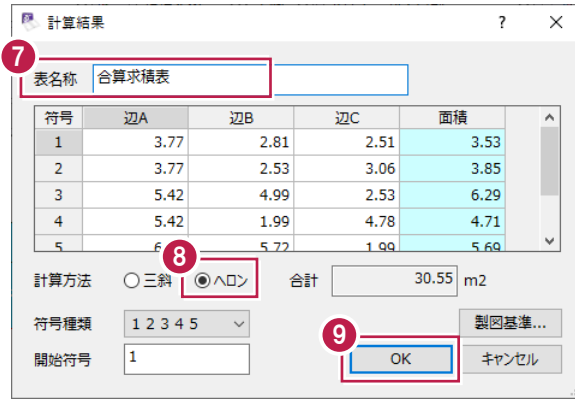 計算結果 ?
7
表名称 合算求積表
符号 辺A 辺B 辺C 面積
1 3.77 2.81 2.51 3.53
2 3.77 2.53 3.06 3.85
3 5.42 4.99 2.53 6.29
4 5.42 1.99 4.78 4.71
5 5.72 1.99 5.69
8
計算方法 三斜 ヘロン 合計 30.55 m2
符号種類 1 2 3 4 5 製図基準...
9
開始符号 1 OK キャンセル